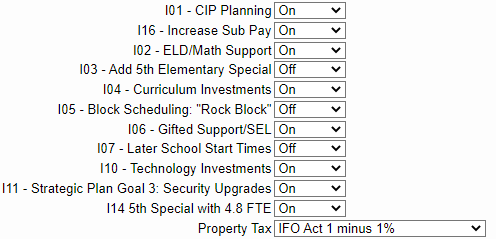 I01 - CIP Planning On
I16 - Increase Sub Pay On
I02 - ELD/Math Support On
I03 - Add 5th Elementary Special Off
I04 - Curriculum Investments On
I05 - Block Scheduling: "Rock Block" Off
I06 - Gifted Support/SEL On
I07 - Later School Start Times Off
I10 - Technology Investments On
I11 - Strategic Plan Goal 3: Security Upgrades On
I14 5th Special with 4.8 FTE On
Property Tax IFO Act 1 minus 1%